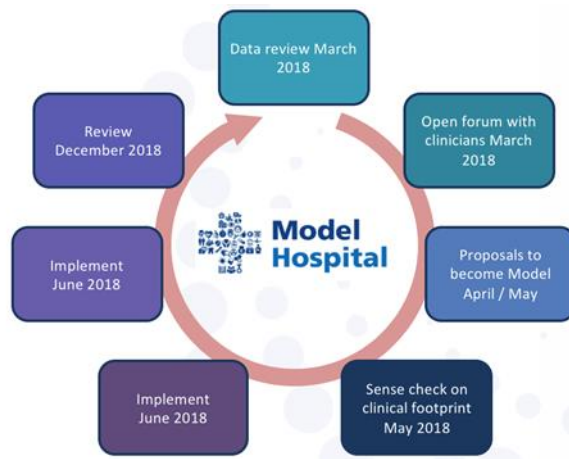 Data review March
2018
Open forum with
clinicians March
2018
Proposals to
become Model
April / May
Sense check on
clinical footprint
May 2018
Implement
June 2018
Implement
June 2018
Review
December 2018
Model
Hospital